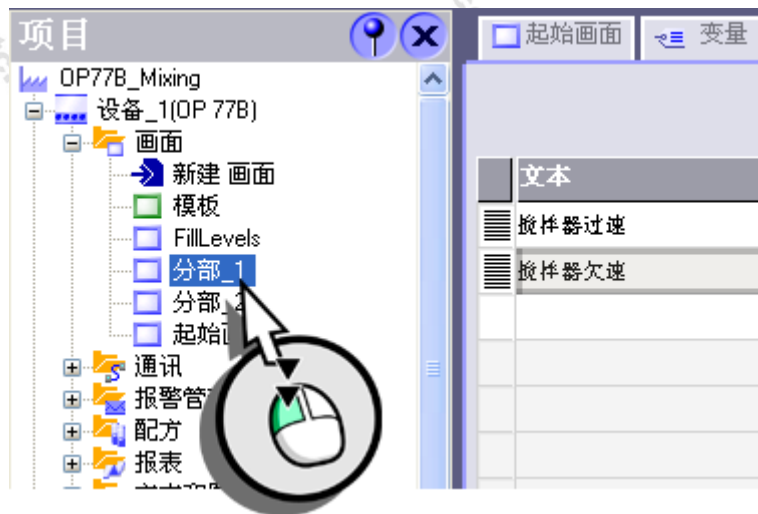 项目
起始画面
变量
OP77B_Mixing
设备_1(OP 77B)
画面
新建 画面
模板
FillLevels
分部_1
分部_2
起始
通讯
报警管
配方
报表
文本
搅拌器过速
搅拌器欠速